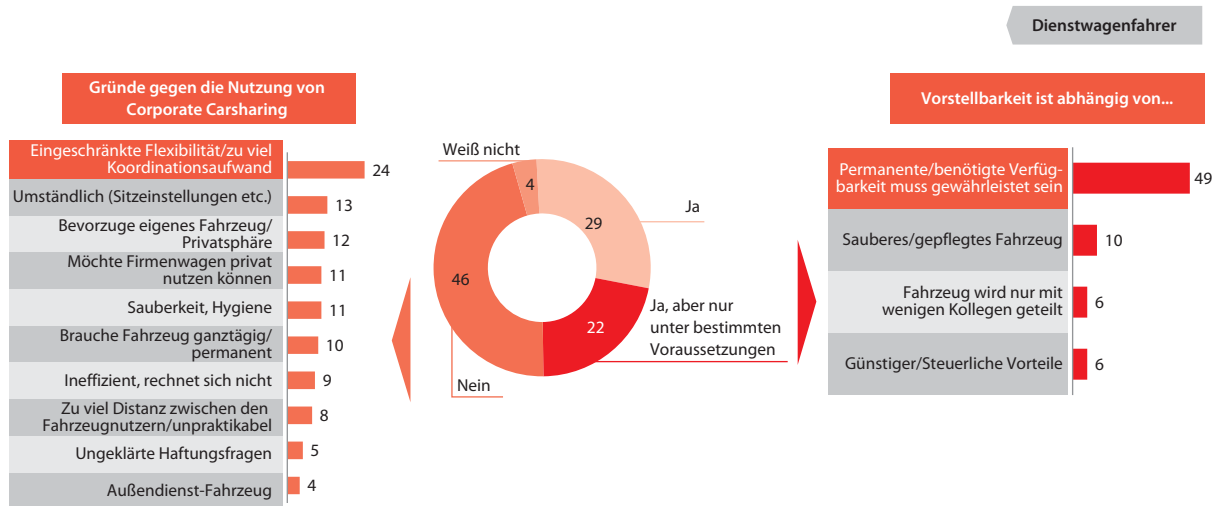 Dienstwagenfahrer
Gründe gegen die Nutzung von
Corporate Carsharing
Eingeschränkte Flexibilität/zu viel
Koordinationsaufwand
24
Umständlich (Sitzeinstellungen etc.)
13
Bevorzuge eigenes Fahrzeug/
Privatsphäre
12
Möchte Firmenwagen privat
nutzen können
11
Sauberkeit, Hygiene
11
Brauche Fahrzeug ganztägig/
permanent
10
Ineffizient, rechnet sich nicht
9
Zu viel Distanz zwischen den
Fahrzeugnutzern/unpraktikabel
8
Ungeklärte Haftungsfragen
5
Außendienst-Fahrzeug
4
Weiß nicht
4
29
Ja
46
22
Ja, aber nur
unter bestimmten
Voraussetzungen
Nein
Vorstellbarkeit ist abhängig von...
Permanente/benötigte Verfüg-
barkeit muss gewährleistet sein
49
Sauberes/gepflegtes Fahrzeug
10
Fahrzeug wird nur mit
wenigen Kollegen geteilt
6
Günstiger/Steuerliche Vorteile
6